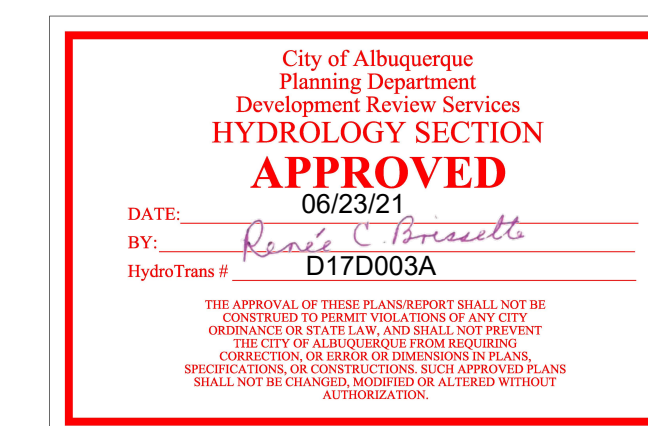 City of Albuquerque
Planning Department
Development Review Services
HYDROLOGY SECTION
APPROVED
DATE: 06/23/21
BY: Renée C. Brissette
HydroTrans # D17D003A
THE APPROVAL OF THESE PLANS/REPORT SHALL NOT BE
CONSTRUED TO PERMIT VIOLATIONS OF ANY CITY
ORDINANCE OR STATE LAW, AND SHALL NOT PREVENT
THE CITY OF ALBUQUERQUE FROM REQUIRING
CORRECTION, OR ERROR OR DIMENSIONS IN PLANS,
SPECIFICATIONS, OR CONSTRUCTIONS. SUCH APPROVED PLANS
SHALL NOT BE CHANGED, MODIFIED OR ALTERED WITHOUT
AUTHORIZATION.